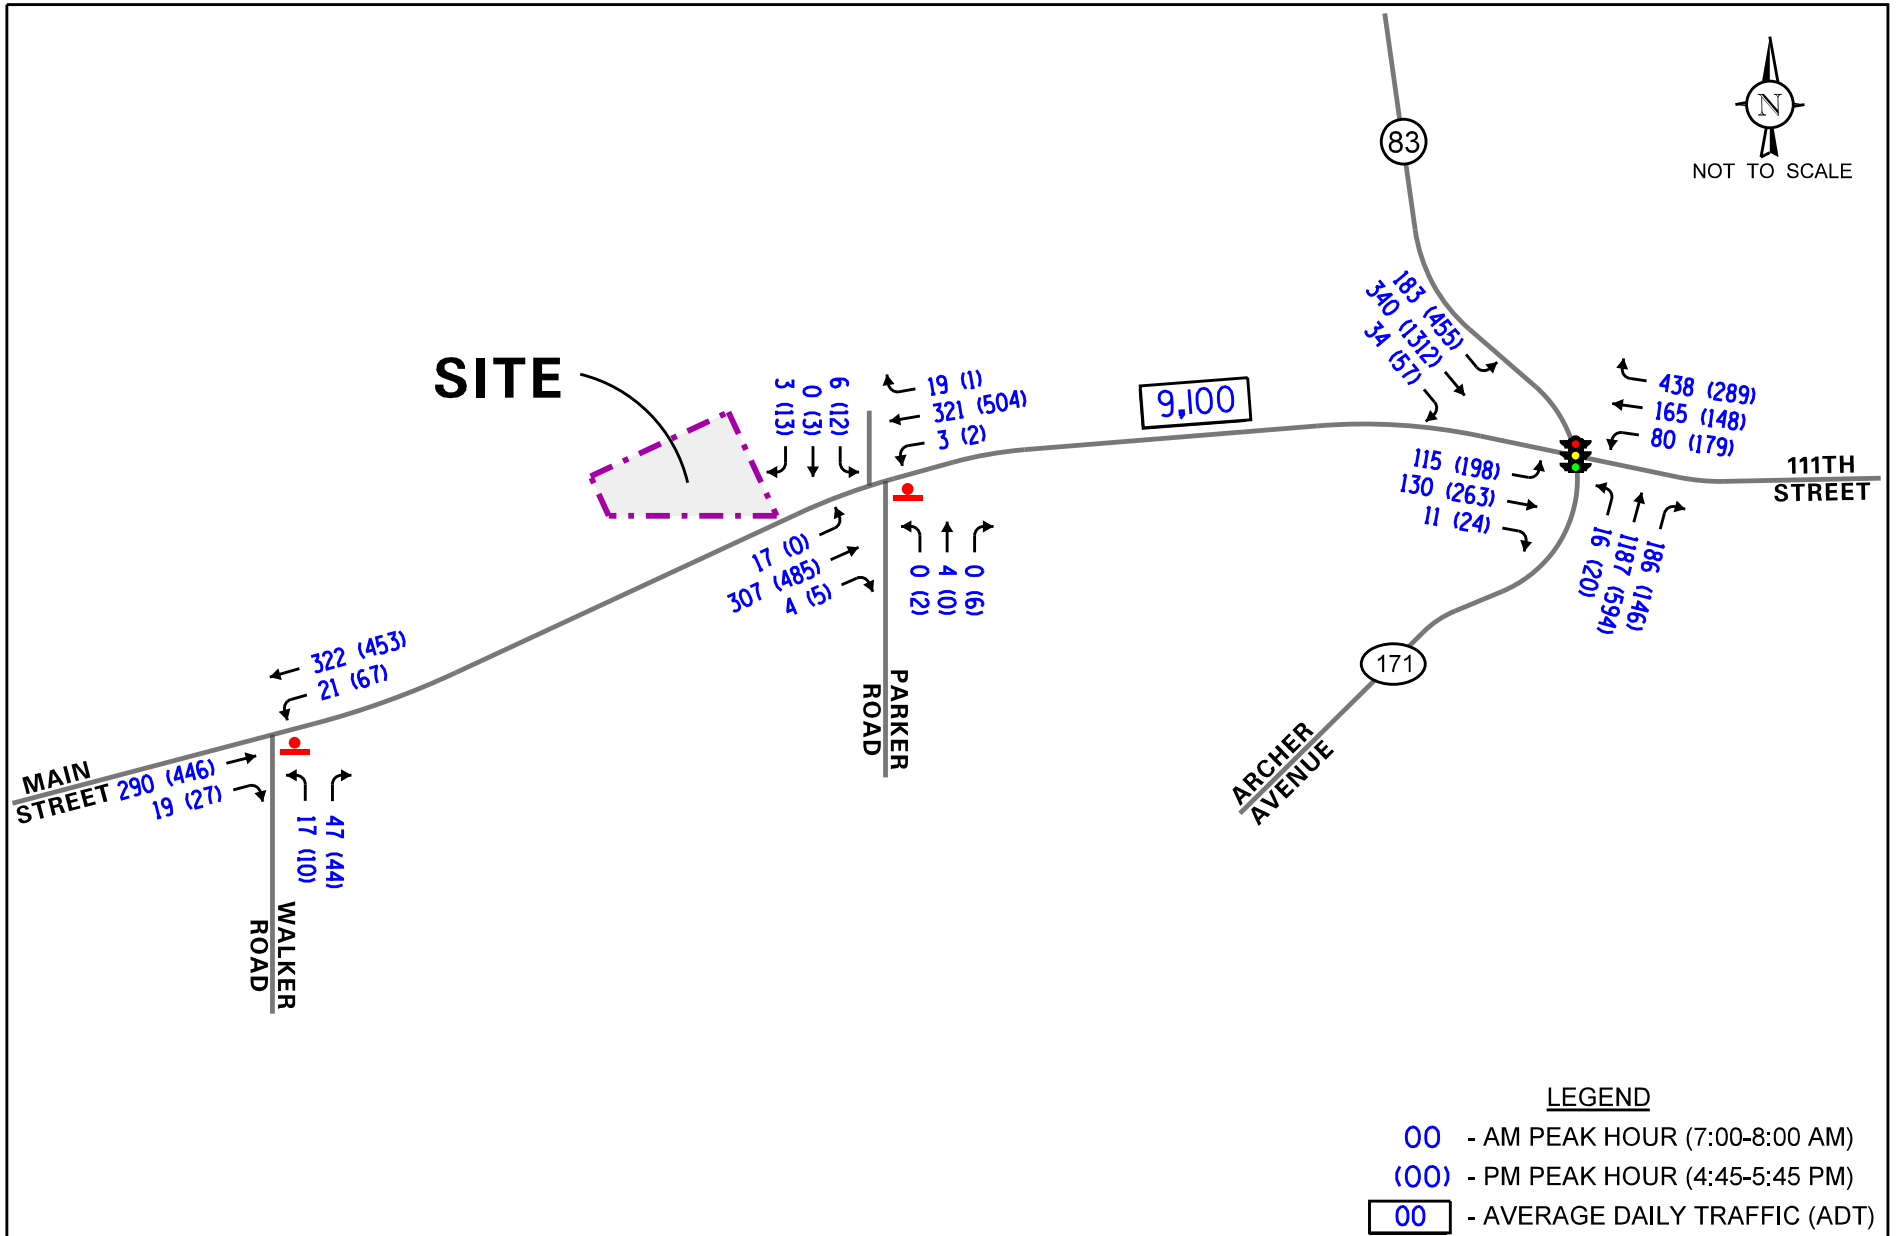 83
N
NOT TO SCALE
183 (455)
340 (1312)
34 (57)
SITE
3 (13)
0 (3)
6 (12)
19 (1)
321 (504)
3 (2)
9,100
438 (289)
165 (148)
80 (179)
115 (198)
130 (263)
11 (24)
111TH
STREET
17 (0)
307 (485)
4 (5)
0 (2)
4 (0)
0 (6)
16 (20)
1187 (594)
186 (146)
322 (453)
21 (67)
PARKER
ROAD
171
ARCHER
AVENUE
MAIN
STREET
290 (446)
19 (27)
17 (10)
47 (44)
WALKER
ROAD
LEGEND
00 - AM PEAK HOUR (7:00-8:00 AM)
(00) - PM PEAK HOUR (4:45-5:45 PM)
00 - AVERAGE DAILY TRAFFIC (ADT)